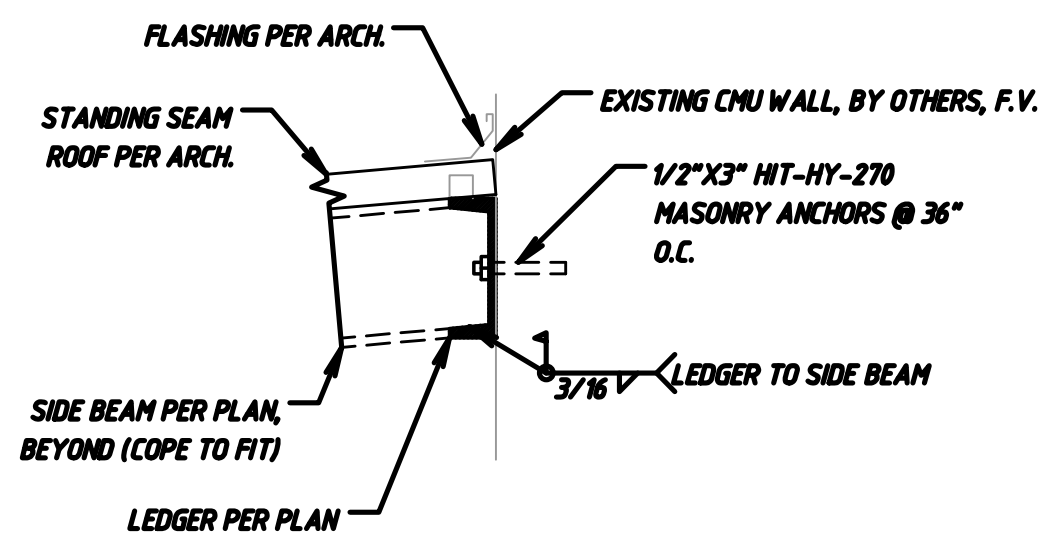 FLASHING PER ARCH.
EXISTING CMU WALL, BY OTHERS, F.V.
STANDING SEAM
ROOF PER ARCH.
1/2"X3" HIT-HY-270
MASONRY ANCHORS @ 36"
O.C.
3/16
LEDGER TO SIDE BEAM
SIDE BEAM PER PLAN,
BEYOND (COPE TO FIT)
LEDGER PER PLAN